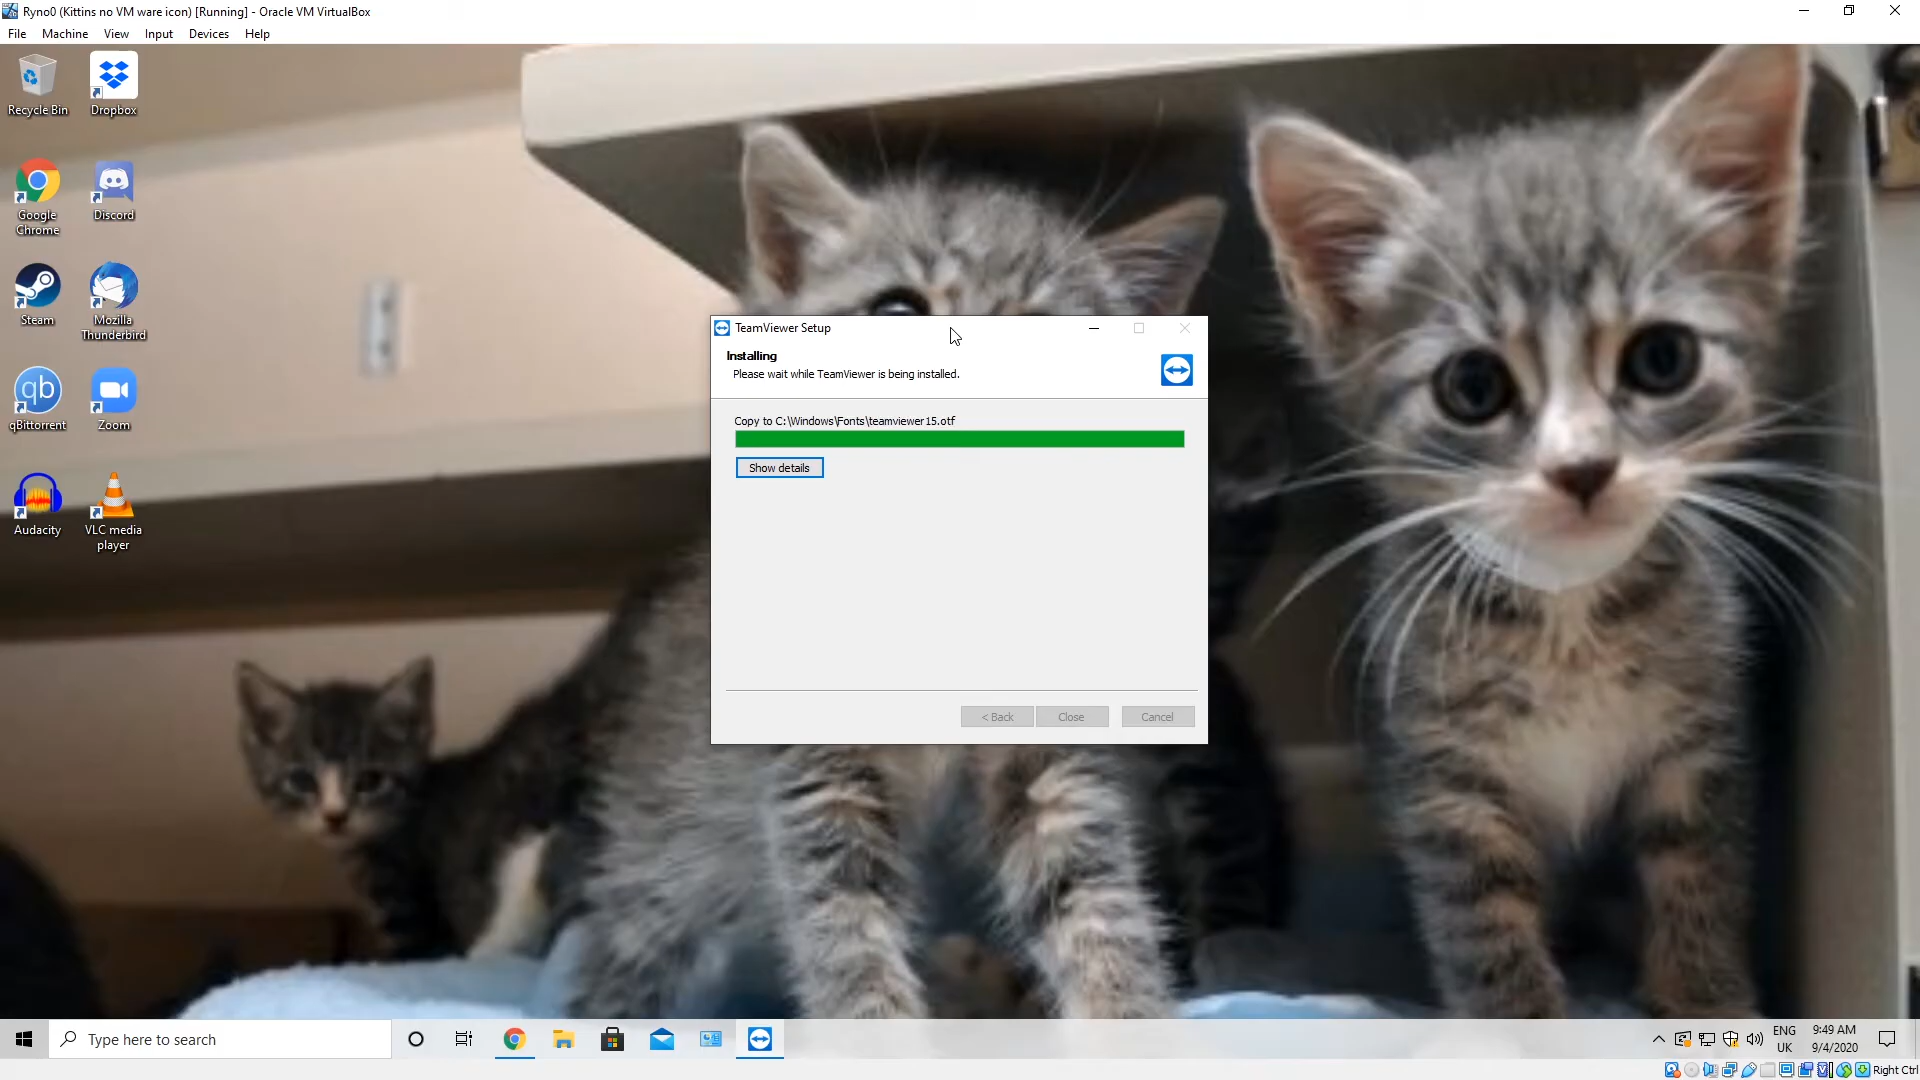 Ryno0 (Kittins no VM ware icon) [Running] - Oracle VM VirtualBox
File Machine View Input Devices Help
Recycle Bin
Dropbox
Google Chrome
Discord
Steam
Mozilla Thunderbird
qBittorrent
Zoom
Audacity
VLC media player
qb
TeamViewer Setup
Installing
Please wait while TeamViewer is being installed.
Copy to C:\Windows\Fonts\teamviewer15.otf
Show details
< Back
Close
Cancel
Type here to search
ENG
UK
9:49 AM
9/4/2020
Right Ctrl